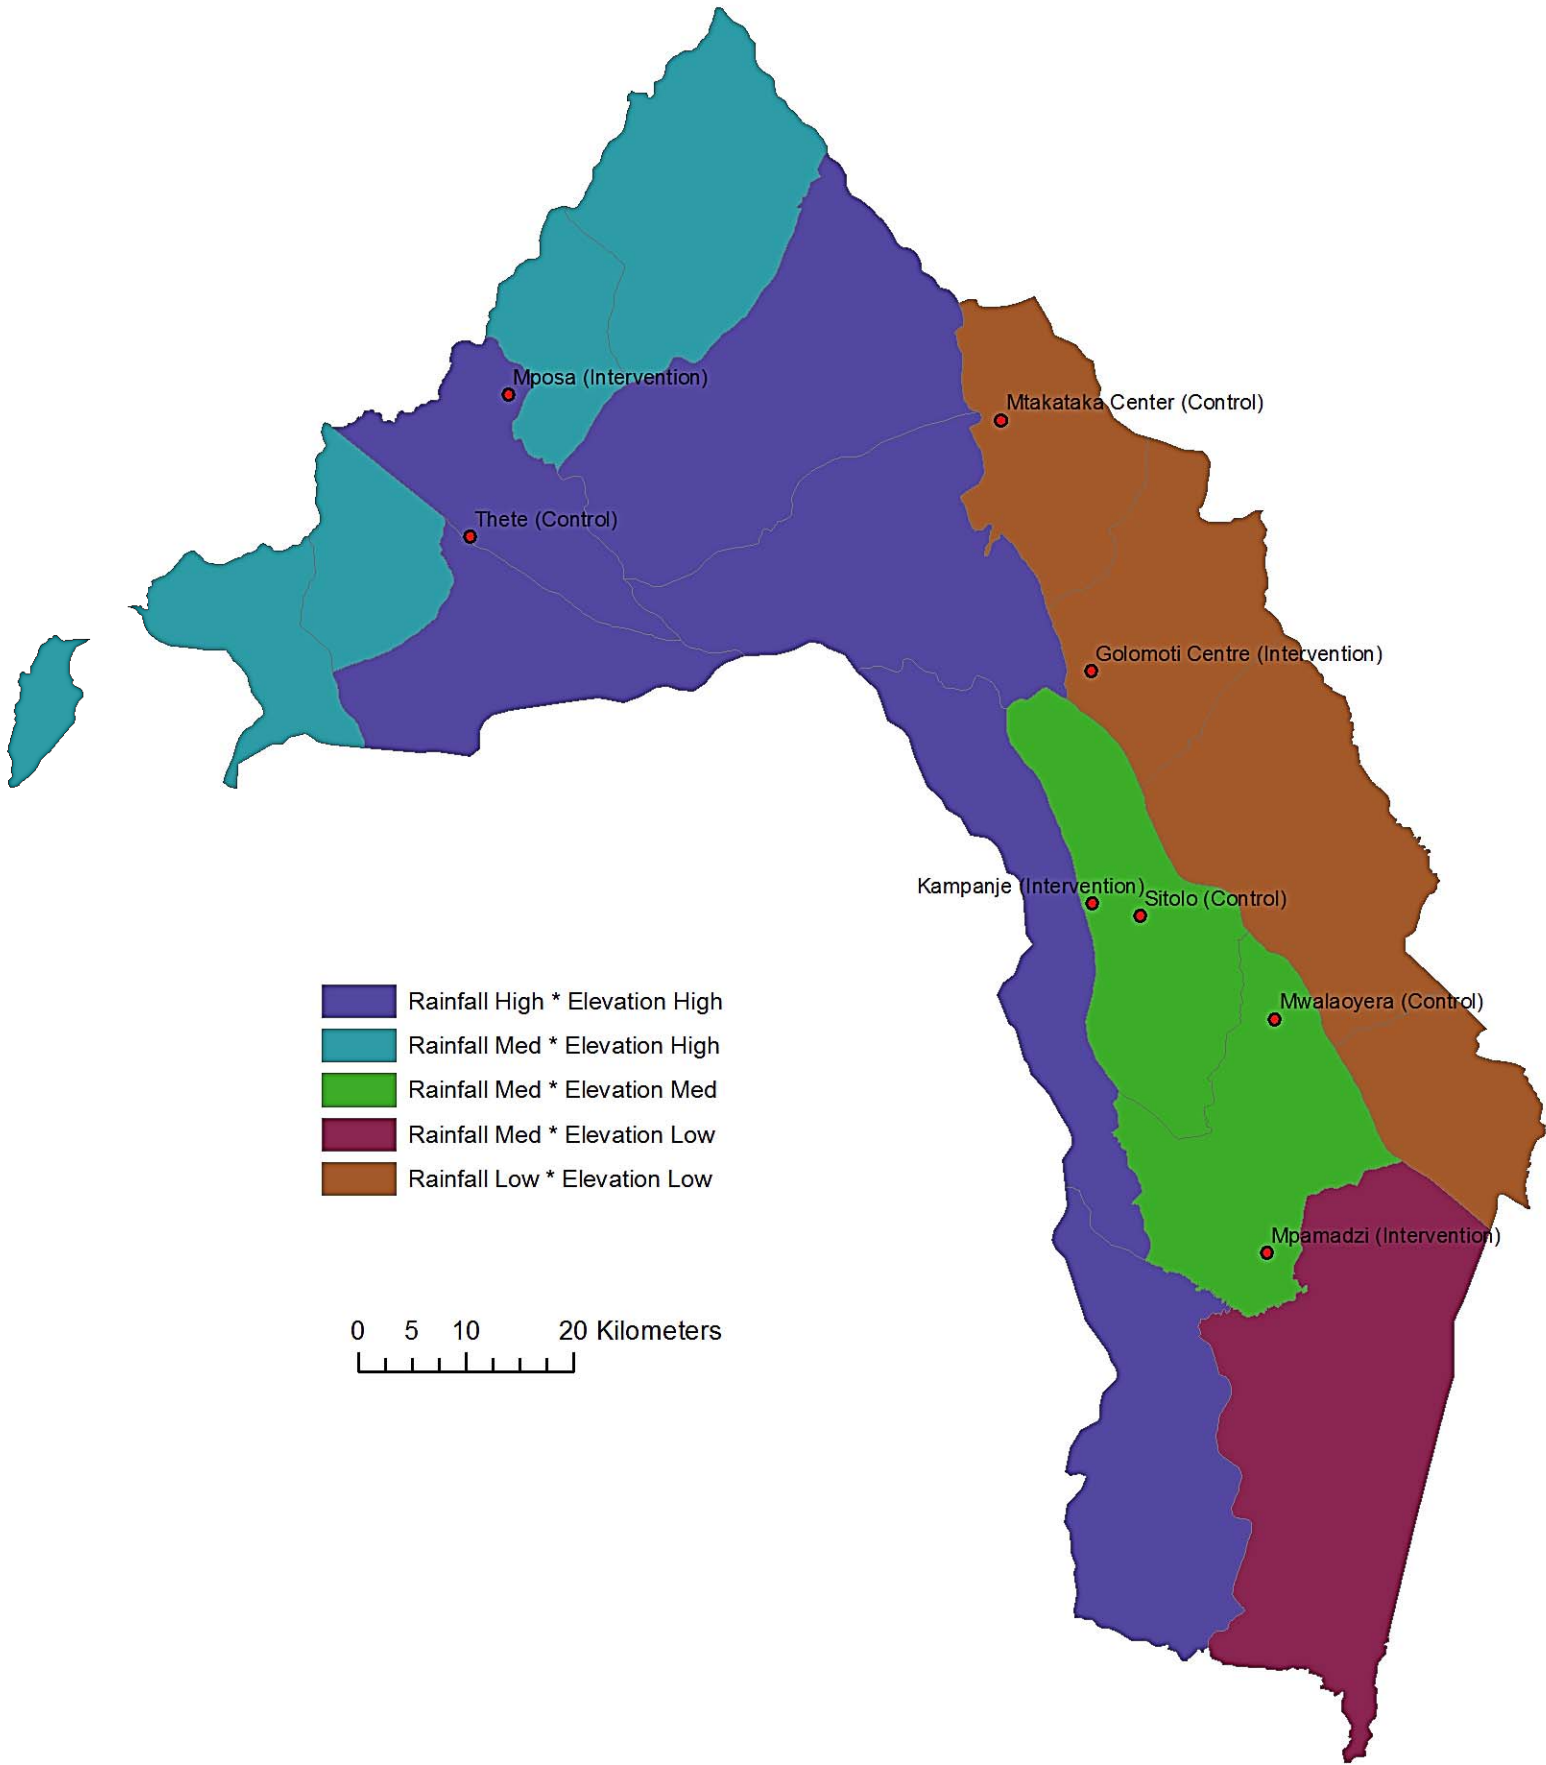 Mposa (Intervention)
Mtakataka Center (Control)
Thete (Control)
Golomoti Centre (Intervention)
Kampanje (Intervention)
Sitolo (Control)
Mwalaoyera (Control)
Rainfall High * Elevation High
Rainfall Med * Elevation High
Rainfall Med * Elevation Med
Rainfall Med * Elevation Low
Rainfall Low * Elevation Low
Mpamadzi (Intervention)
0 5 10 20 Kilometers